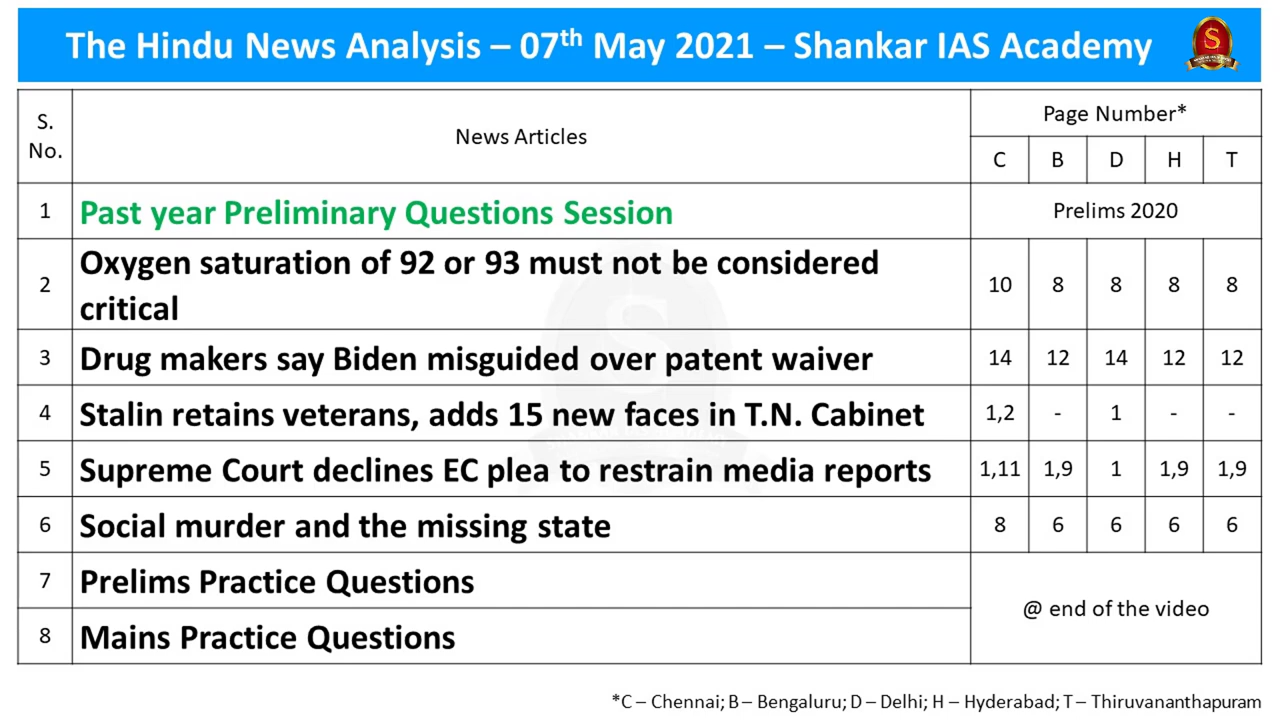 The Hindu News Analysis – 07th May 2021 – Shankar IAS Academy
S. No.
News Articles
Page Number*
C B D H T
1 Past year Preliminary Questions Session Prelims 2020
2 Oxygen saturation of 92 or 93 must not be considered critical 10 8 8 8 8
3 Drug makers say Biden misguided over patent waiver 14 12 14 12 12
4 Stalin retains veterans, adds 15 new faces in T.N. Cabinet 1,2 - 1 - -
5 Supreme Court declines EC plea to restrain media reports 1,11 1,9 1 1,9 1,9
6 Social murder and the missing state 8 6 6 6 6
7 Prelims Practice Questions
@ end of the video
8 Mains Practice Questions
*C – Chennai; B – Bengaluru; D – Delhi; H – Hyderabad; T – Thiruvananthapuram